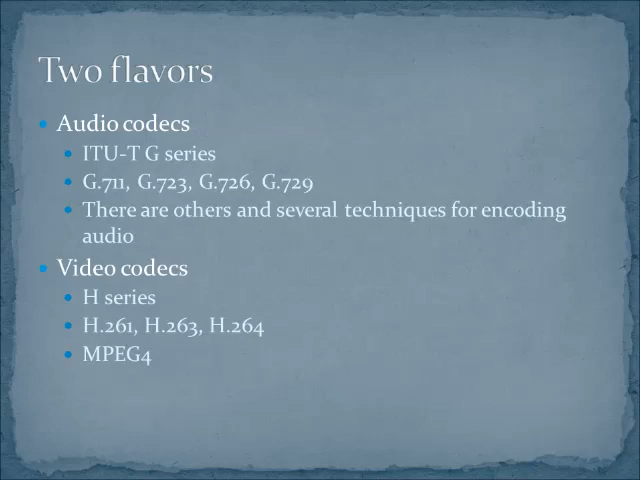 Two flavors
• Audio codecs
• ITU-T G series
• G.711, G.723, G.726, G.729
• There are others and several techniques for encoding
audio
• Video codecs
• H series
• H.261, H.263, H.264
• MPEG4